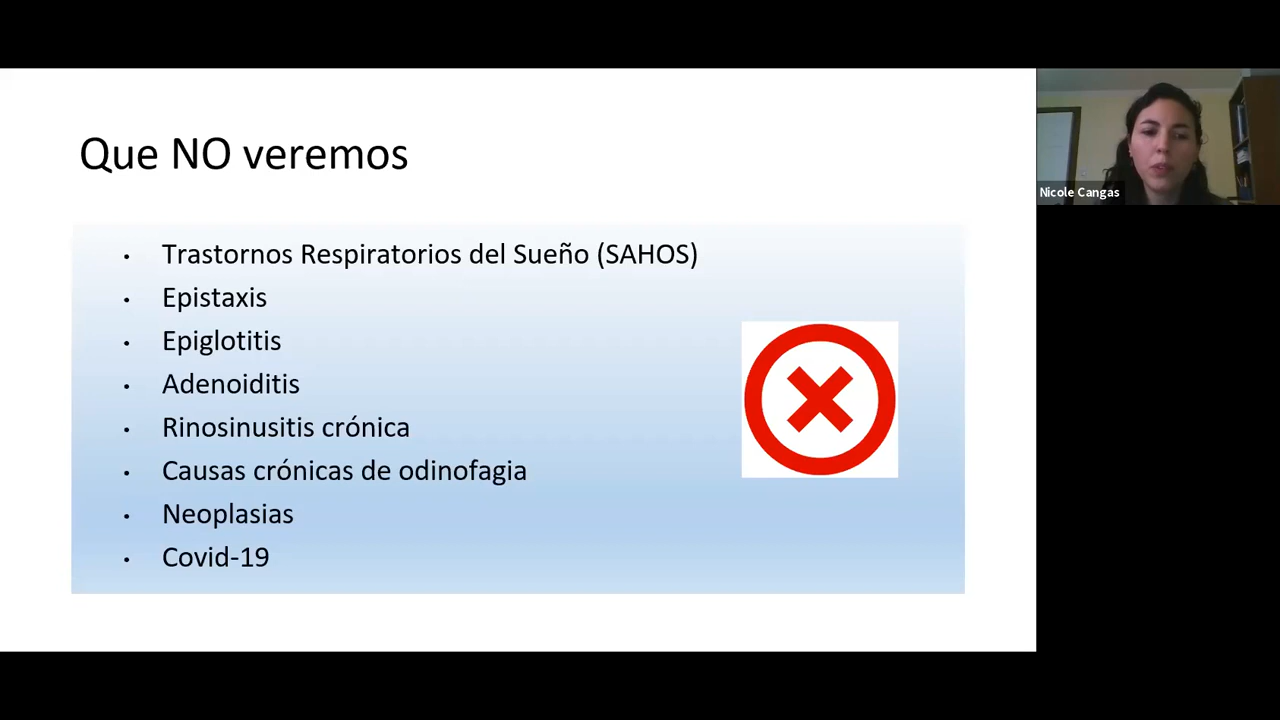 Que NO veremos
Trastornos Respiratorios del Sueño (SAHOS)
Epistaxis
Epiglotitis
Adenoiditis
Rinosinusitis crónica
Causas crónicas de odinofagia
Neoplasias
Covid-19
Nicole Cangas